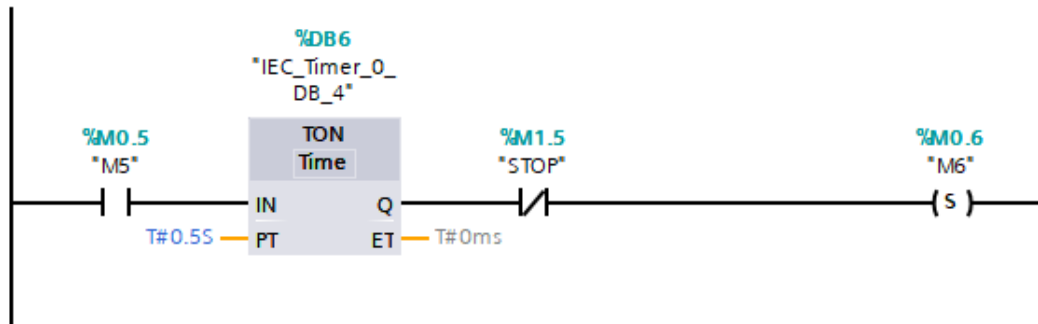 %DB6
"IEC_Timer_0_
DB_4"
%M0.5
"M5"
TON
Time
%M1.5
"STOP"
%M0.6
"M6"
IN
Q
S
T#0.5S
PT
ET
T#0ms